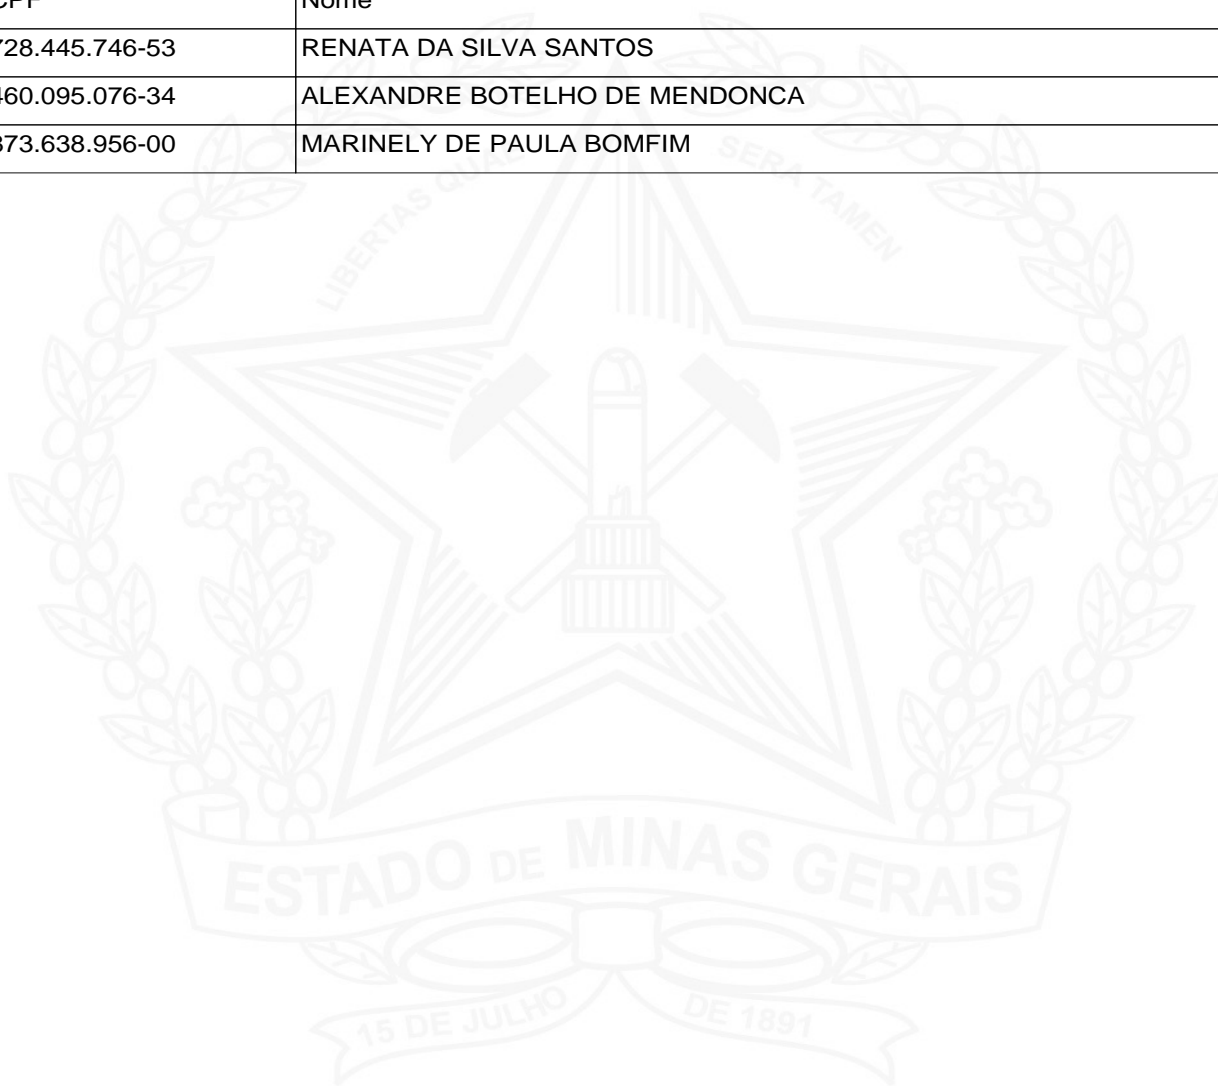 CPF Nome
728.445.746-53 RENATA DA SILVA SANTOS
460.095.076-34 ALEXANDRE BOTELHO DE MENDONCA
873.638.956-00 MARINELY DE PAULA BOMFIM
LIBERTAS QUAE SERA TAMEN
ESTADO DE MINAS GERAIS
15 DE JULHO DE 1891